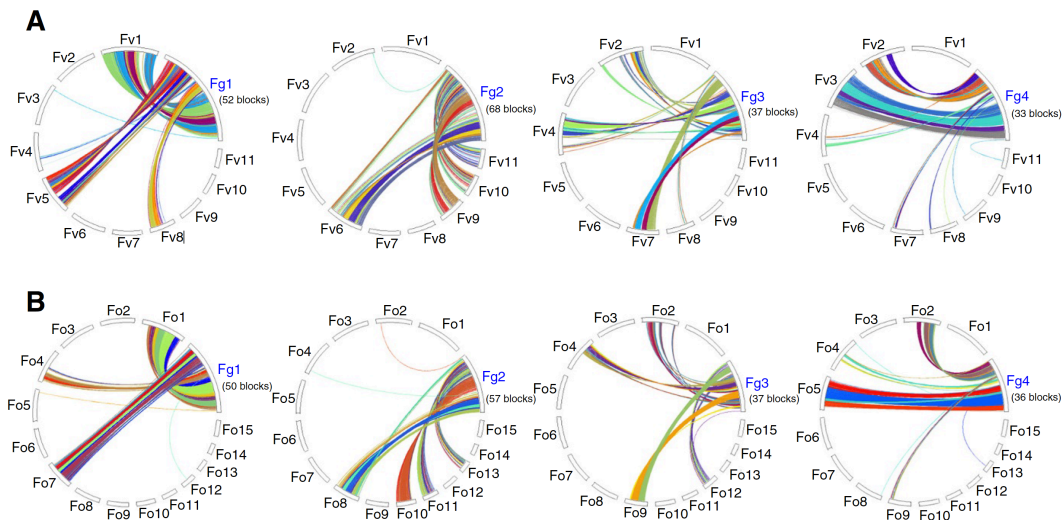 A
Fv1
Fv2
Fv3
Fv4
Fv5
Fv6
Fv7
Fv8
Fv9
Fv10
Fv11
Fg1
(52 blocks)
Fv1
Fv2
Fv3
Fv4
Fv5
Fv6
Fv7
Fv8
Fv9
Fv10
Fv11
Fg2
(68 blocks)
Fv1
Fv2
Fv3
Fv4
Fv5
Fv6
Fv7
Fv8
Fv9
Fv10
Fv11
Fg3
(37 blocks)
Fv1
Fv2
Fv3
Fv4
Fv5
Fv6
Fv7
Fv8
Fv9
Fv10
Fv11
Fg4
(33 blocks)
B
Fo1
Fo2
Fo3
Fo4
Fo5
Fo6
Fo7
Fo8
Fo9
Fo10
Fo11
Fo12
Fo13
Fo14
Fo15
Fg1
(50 blocks)
Fo1
Fo2
Fo3
Fo4
Fo5
Fo6
Fo7
Fo8
Fo9
Fo10
Fo11
Fo12
Fo13
Fo14
Fo15
Fg2
(57 blocks)
Fo1
Fo2
Fo3
Fo4
Fo5
Fo6
Fo7
Fo8
Fo9
Fo10
Fo11
Fo12
Fo13
Fo14
Fo15
Fg3
(37 blocks)
Fo1
Fo2
Fo3
Fo4
Fo5
Fo6
Fo7
Fo8
Fo9
Fo10
Fo11
Fo12
Fo13
Fo14
Fo15
Fg4
(36 blocks)